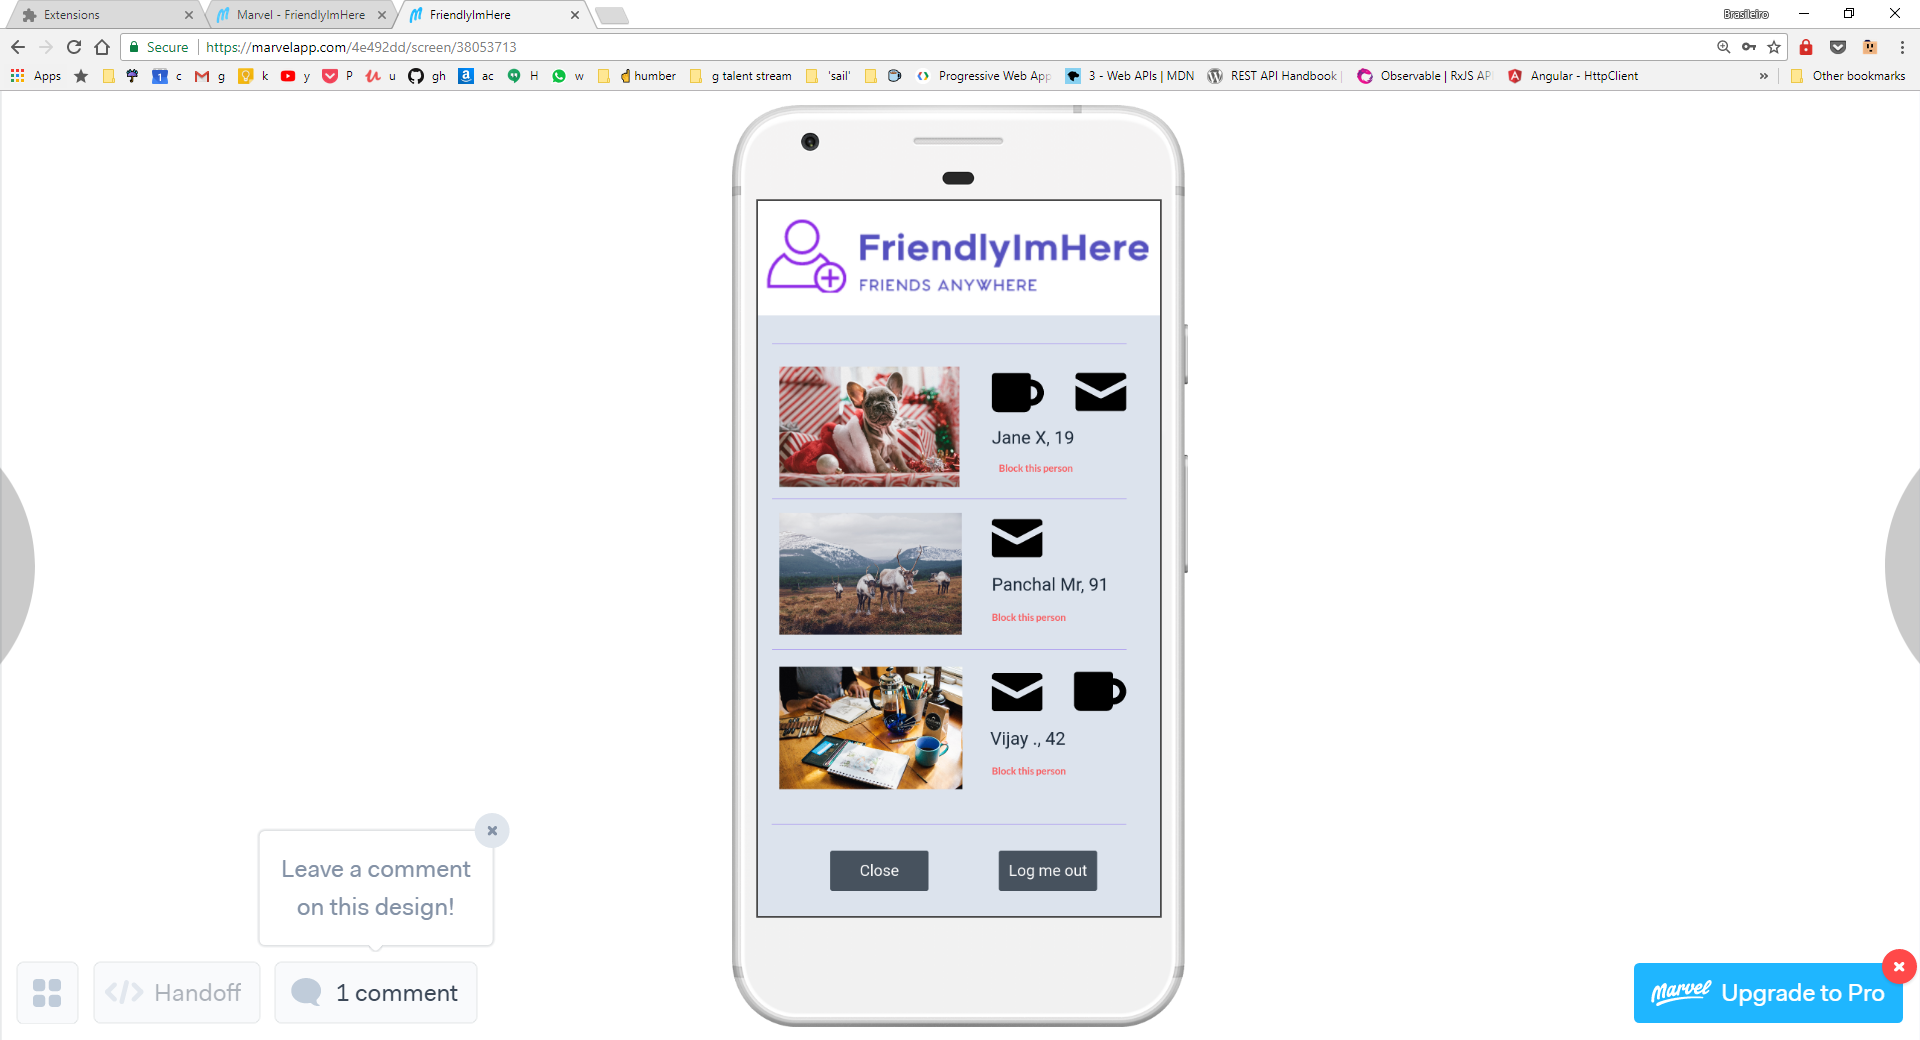 Extensions
Marvel - FriendlyImHere
FriendlyImHere
Brasileiro
Secure
https://marvelapp.com/4e492dd/screen/38053713
Apps
c
g
k
y
P
u
gh
ac
H
w
humber
g talent stream
'sail'
Progressive Web App
3 - Web APIs | MDN
REST API Handbook
Observable | RxJS AP
Angular - HttpClient
»
Other bookmarks
FriendlyImHere
FRIENDS ANYWHERE
Jane X, 19
Block this person
Panchal Mr, 91
Block this person
Vijay ., 42
Block this person
Close
Log me out
Leave a comment
on this design!
</> Handoff
1 comment
Marvel Upgrade to Pro